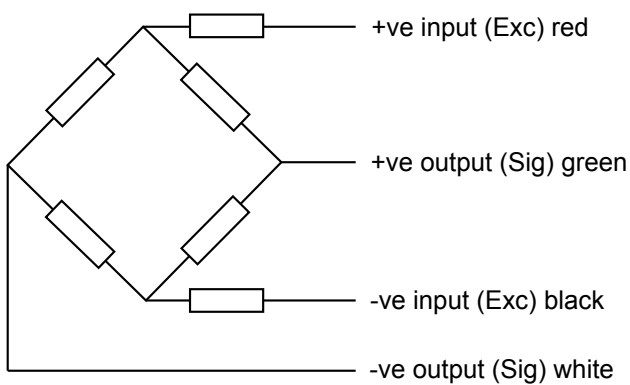 +ve input (Exc) red
+ve output (Sig) green
-ve input (Exc) black
-ve output (Sig) white